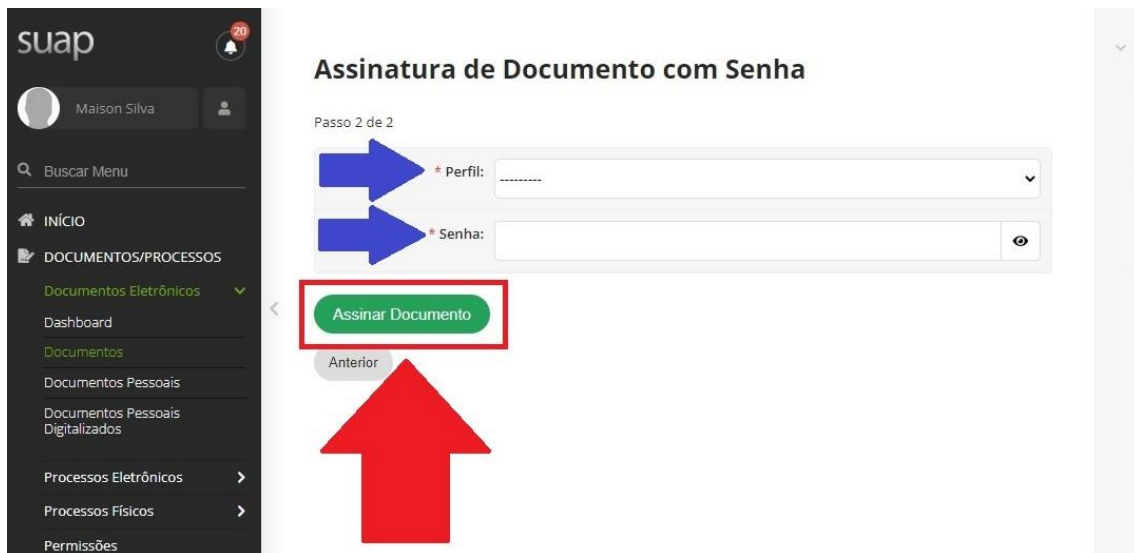 suap
20
Maison Silva
Buscar Menu
INÍCIO
DOCUMENTOS/PROCESSOS
Documentos Eletrônicos
Dashboard
Documentos
Documentos Pessoais
Documentos Pessoais
Digitalizados
Processos Eletrônicos
Processos Físicos
Permissões
Assinatura de Documento com Senha
Passo 2 de 2
* Perfil:
---------
* Senha:
Assinar Documento
Anterior